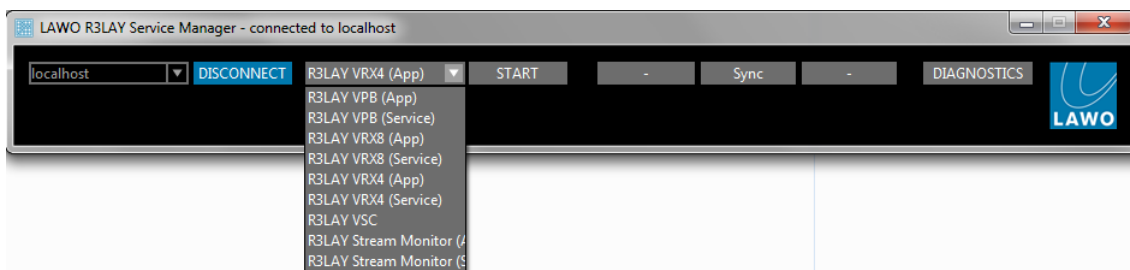 LAWO R3LAY Service Manager - connected to localhost
localhost DISCONNECT R3LAY VRX4 (App) START - Sync - DIAGNOSTICS
LAWO
R3LAY VPB (App)
R3LAY VPB (Service)
R3LAY VRX8 (App)
R3LAY VRX8 (Service)
R3LAY VRX4 (App)
R3LAY VRX4 (Service)
R3LAY VSC
R3LAY Stream Monitor (A
R3LAY Stream Monitor (S